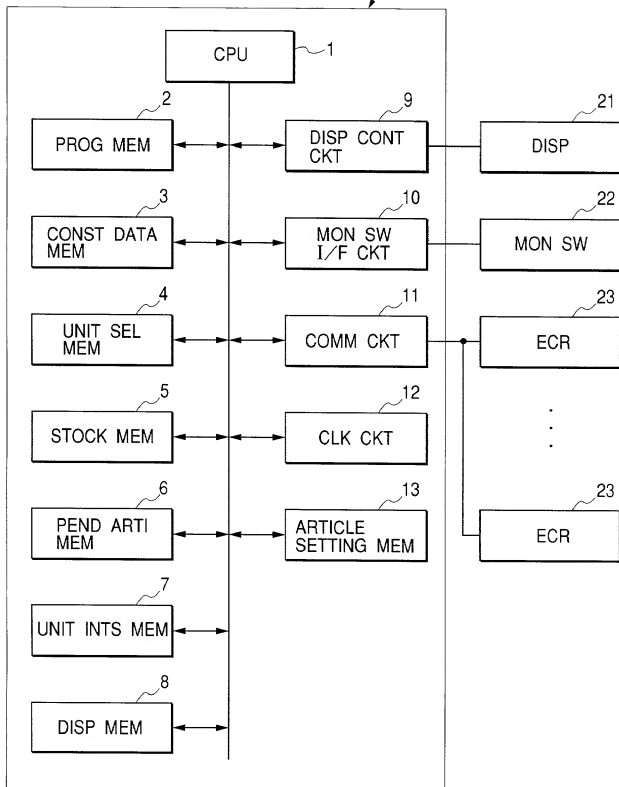 CPU
1
2
PROG MEM
9
DISP CONT
CKT
21
DISP
3
CONST DATA
MEM
10
MON SW
I/F CKT
22
MON SW
4
UNIT SEL
MEM
11
COMM CKT
23
ECR
5
STOCK MEM
12
CLK CKT
6
PEND ARTI
MEM
13
ARTICLE
SETTING MEM
23
ECR
7
UNIT INTS MEM
8
DISP MEM